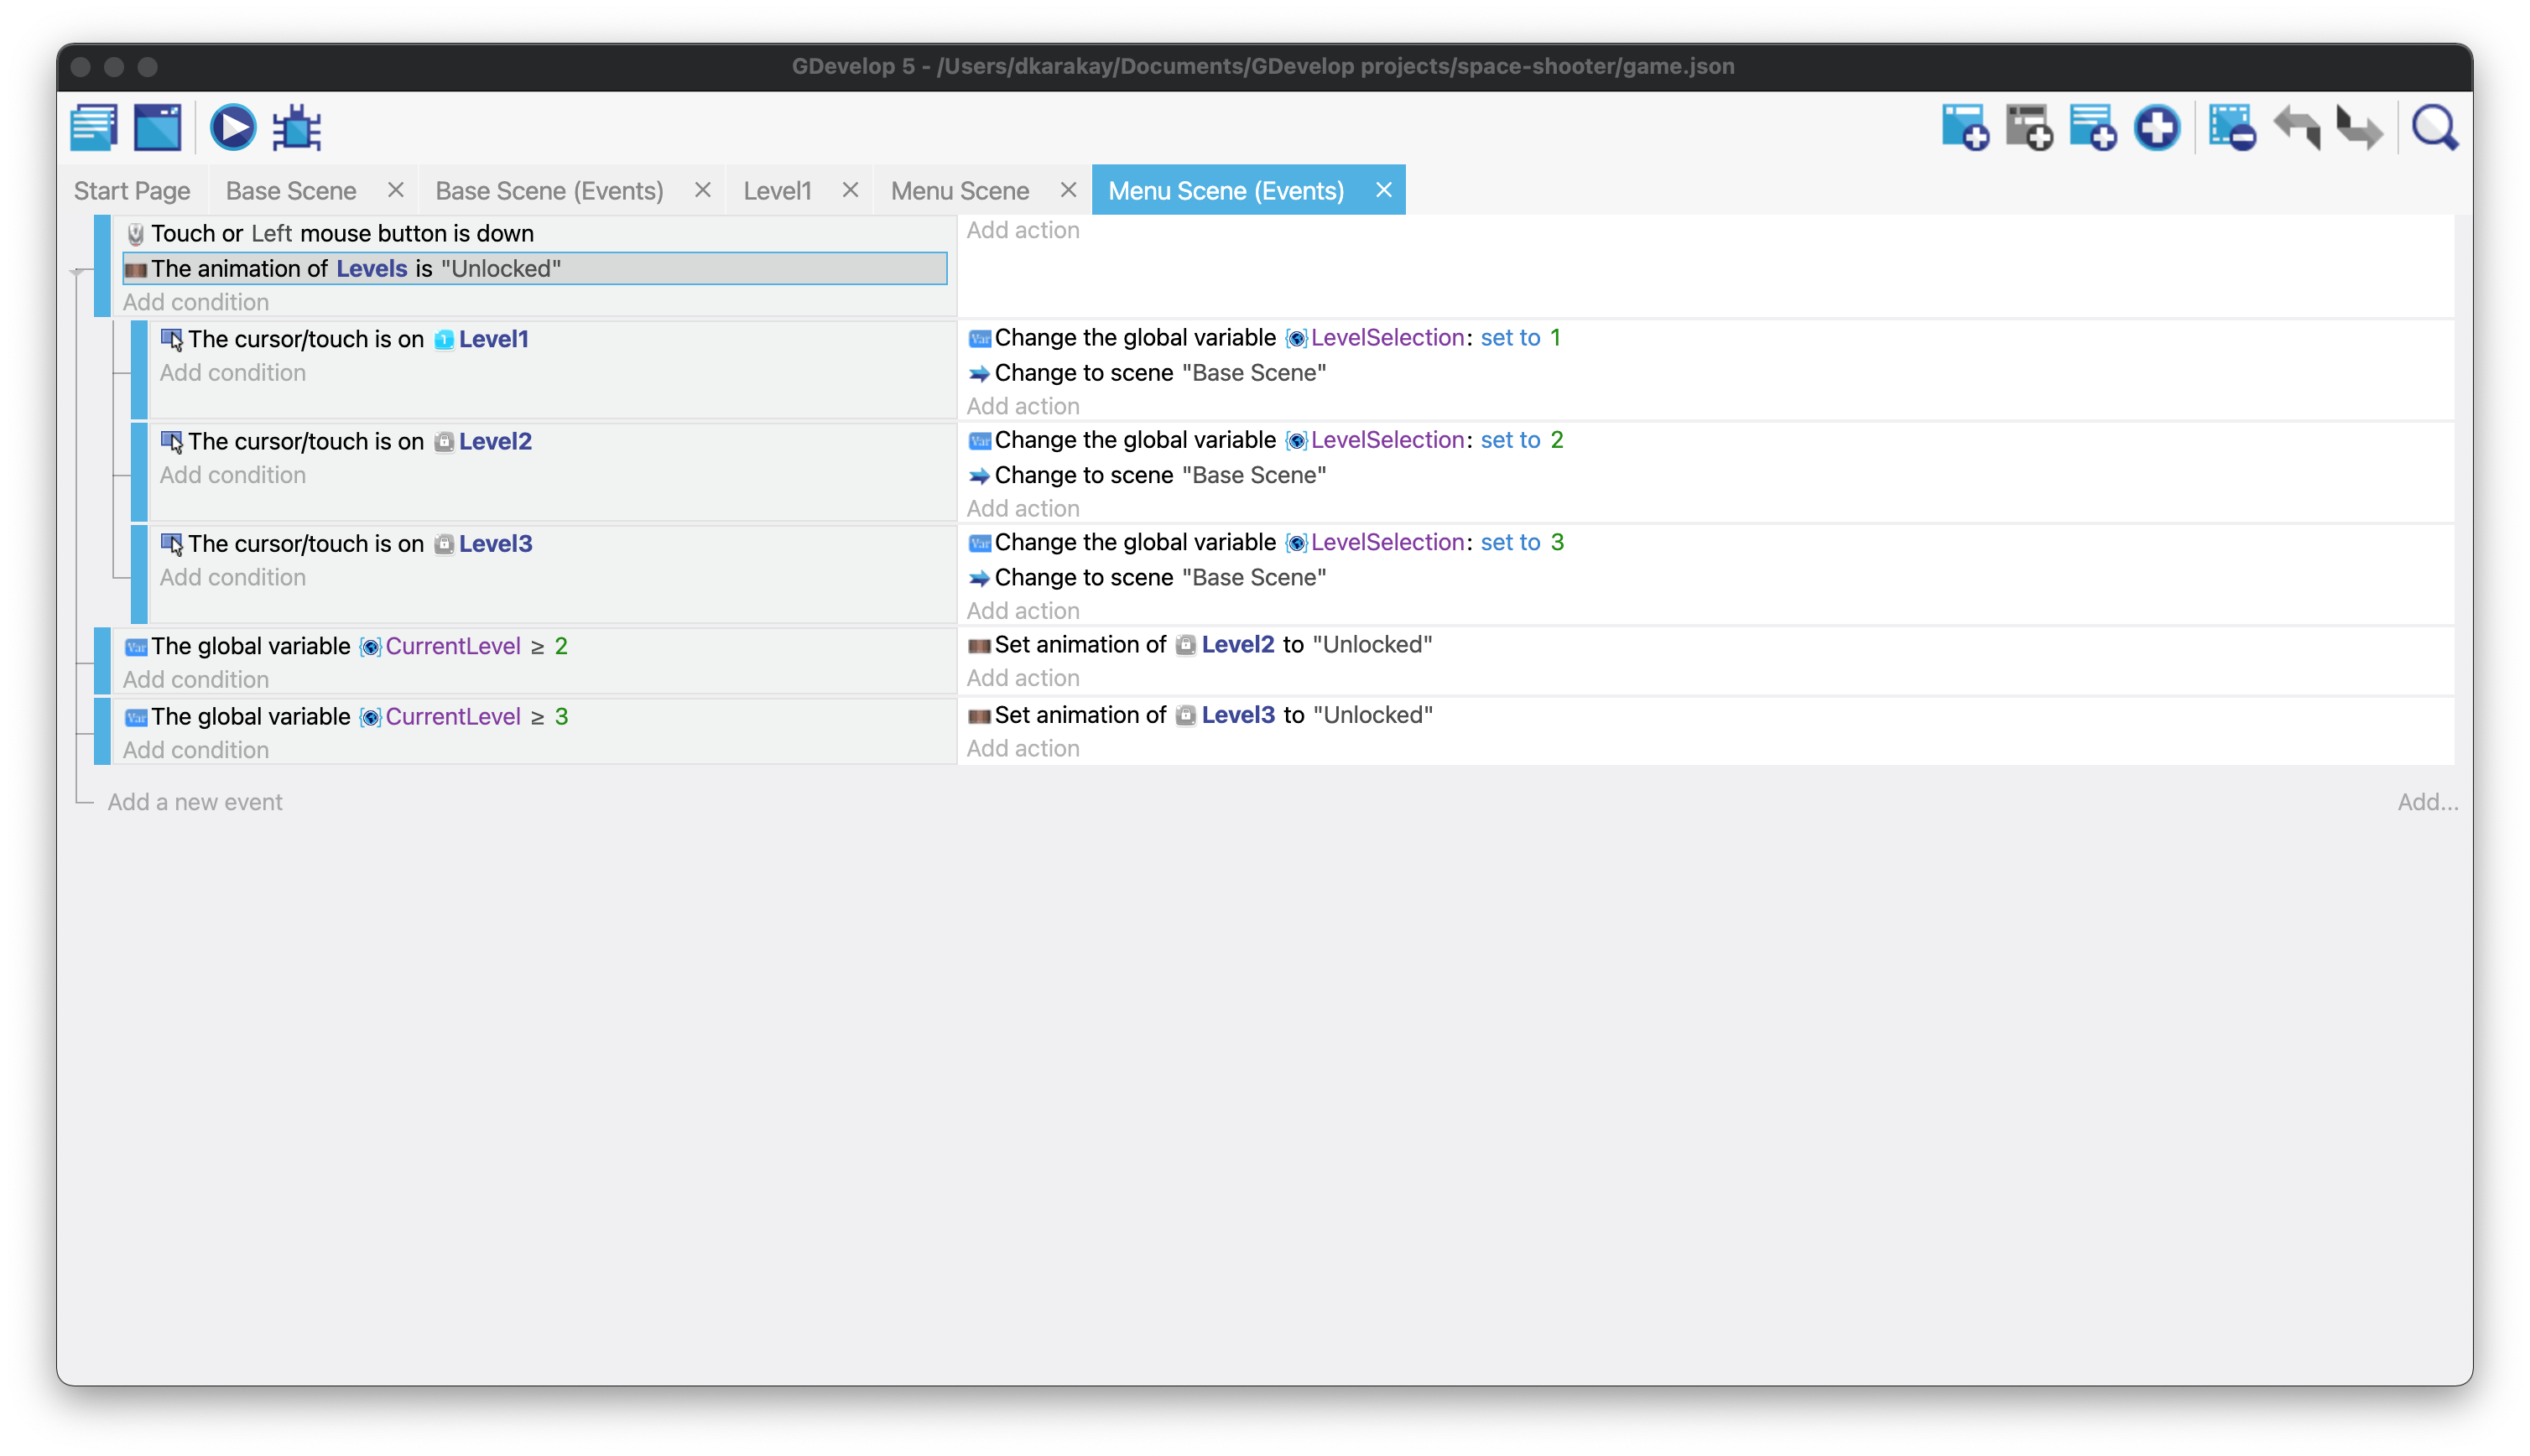 GDevelop 5 - /Users/dkarakay/Documents/GDevelop projects/space-shooter/game.json
Start Page Base Scene Base Scene (Events) Level1 Menu Scene Menu Scene (Events)
Touch or Left mouse button is down
Add action
The animation of Levels is "Unlocked"
Add condition
The cursor/touch is on 1 Level1
Add condition
Var Change the global variable LevelSelection: set to 1
Change to scene "Base Scene"
Add action
The cursor/touch is on Level2
Add condition
Var Change the global variable LevelSelection: set to 2
Change to scene "Base Scene"
Add action
The cursor/touch is on Level3
Add condition
Var Change the global variable LevelSelection: set to 3
Change to scene "Base Scene"
Add action
Var The global variable CurrentLevel ≥ 2
Add condition
Set animation of Level2 to "Unlocked"
Add action
Var The global variable CurrentLevel ≥ 3
Add condition
Set animation of Level3 to "Unlocked"
Add action
Add a new event
Add...